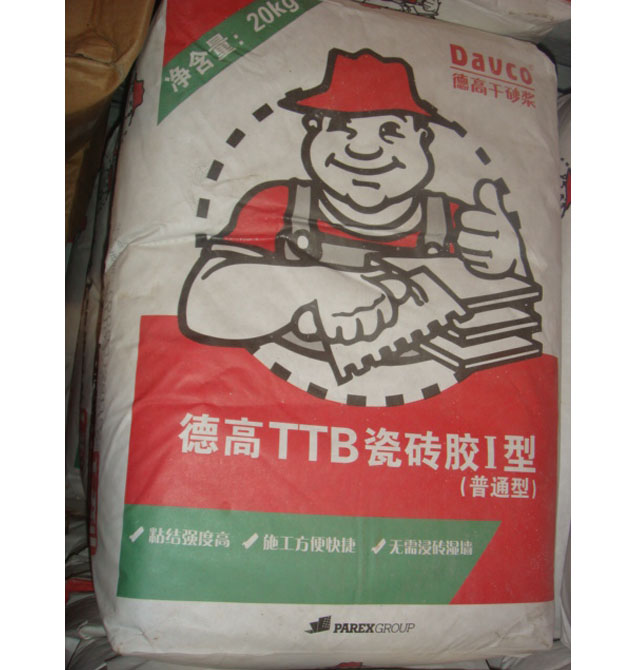 净含量：20kg
Davco®
德高干砂浆
德高TTB瓷砖胶I型
（普通型）
✓粘结强度高 ✓施工方便快捷 ✓无需浸砖湿墙
PAREXGROUP